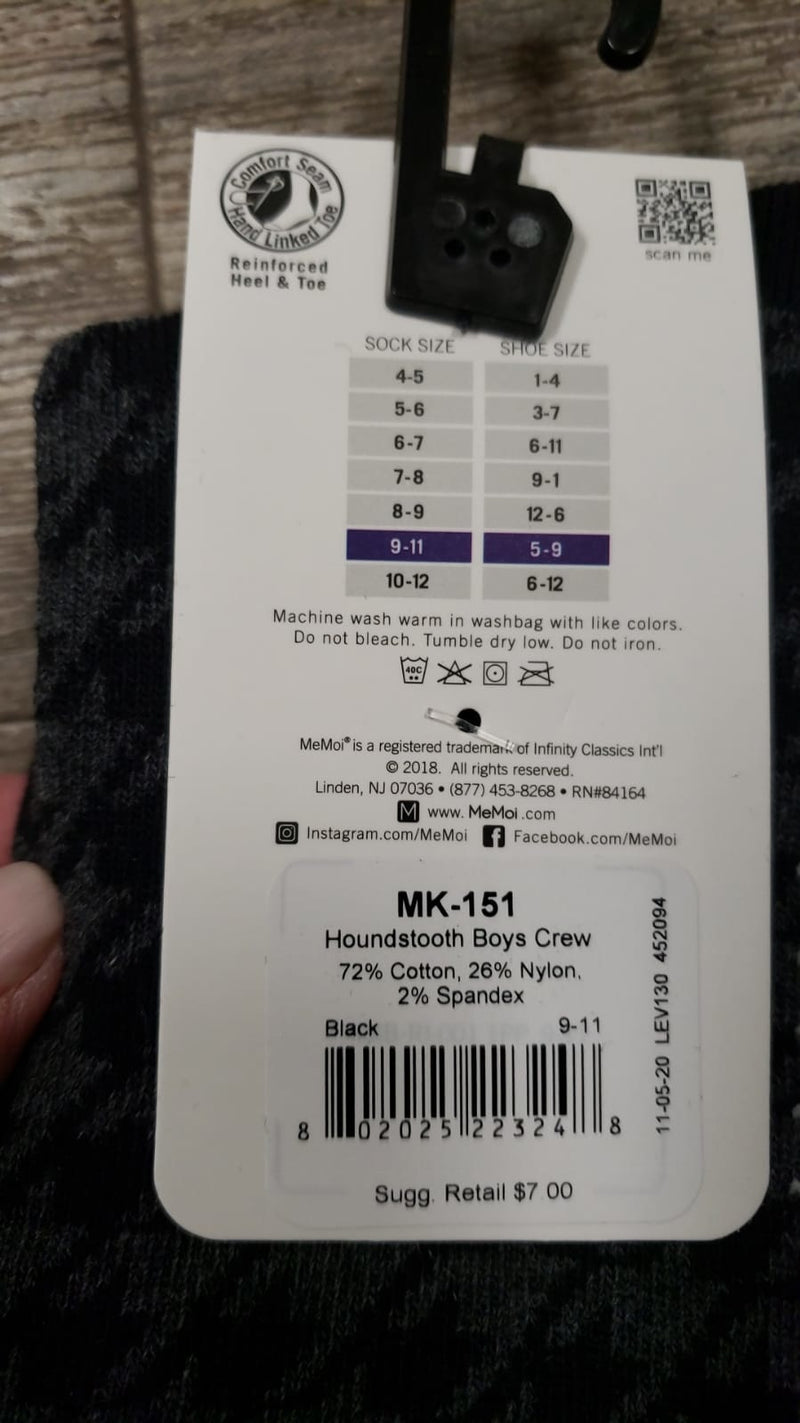 Comfort Seam
Hand Linked Toe
Reinforced
Heel & Toe
scan me
SOCK SIZE SHOE SIZE
4-5 1-4
5-6 3-7
6-7 6-11
7-8 9-1
8-9 12-6
9-11 5-9
10-12 6-12
Machine wash warm in washbag with like colors.
Do not bleach. Tumble dry low. Do not iron.
40C
MeMoi® is a registered trademark of Infinity Classics Int'l
© 2018. All rights reserved.
Linden, NJ 07036 • (877) 453-8268 • RN#84164
M www.MeMoi.com
Instagram.com/MeMoi f Facebook.com/MeMoi
MK-151
Houndstooth Boys Crew
72% Cotton, 26% Nylon,
2% Spandex
Black 9-11
8 02025 22324 8
11-05-20 LEV130 452094
Sugg. Retail $7 00